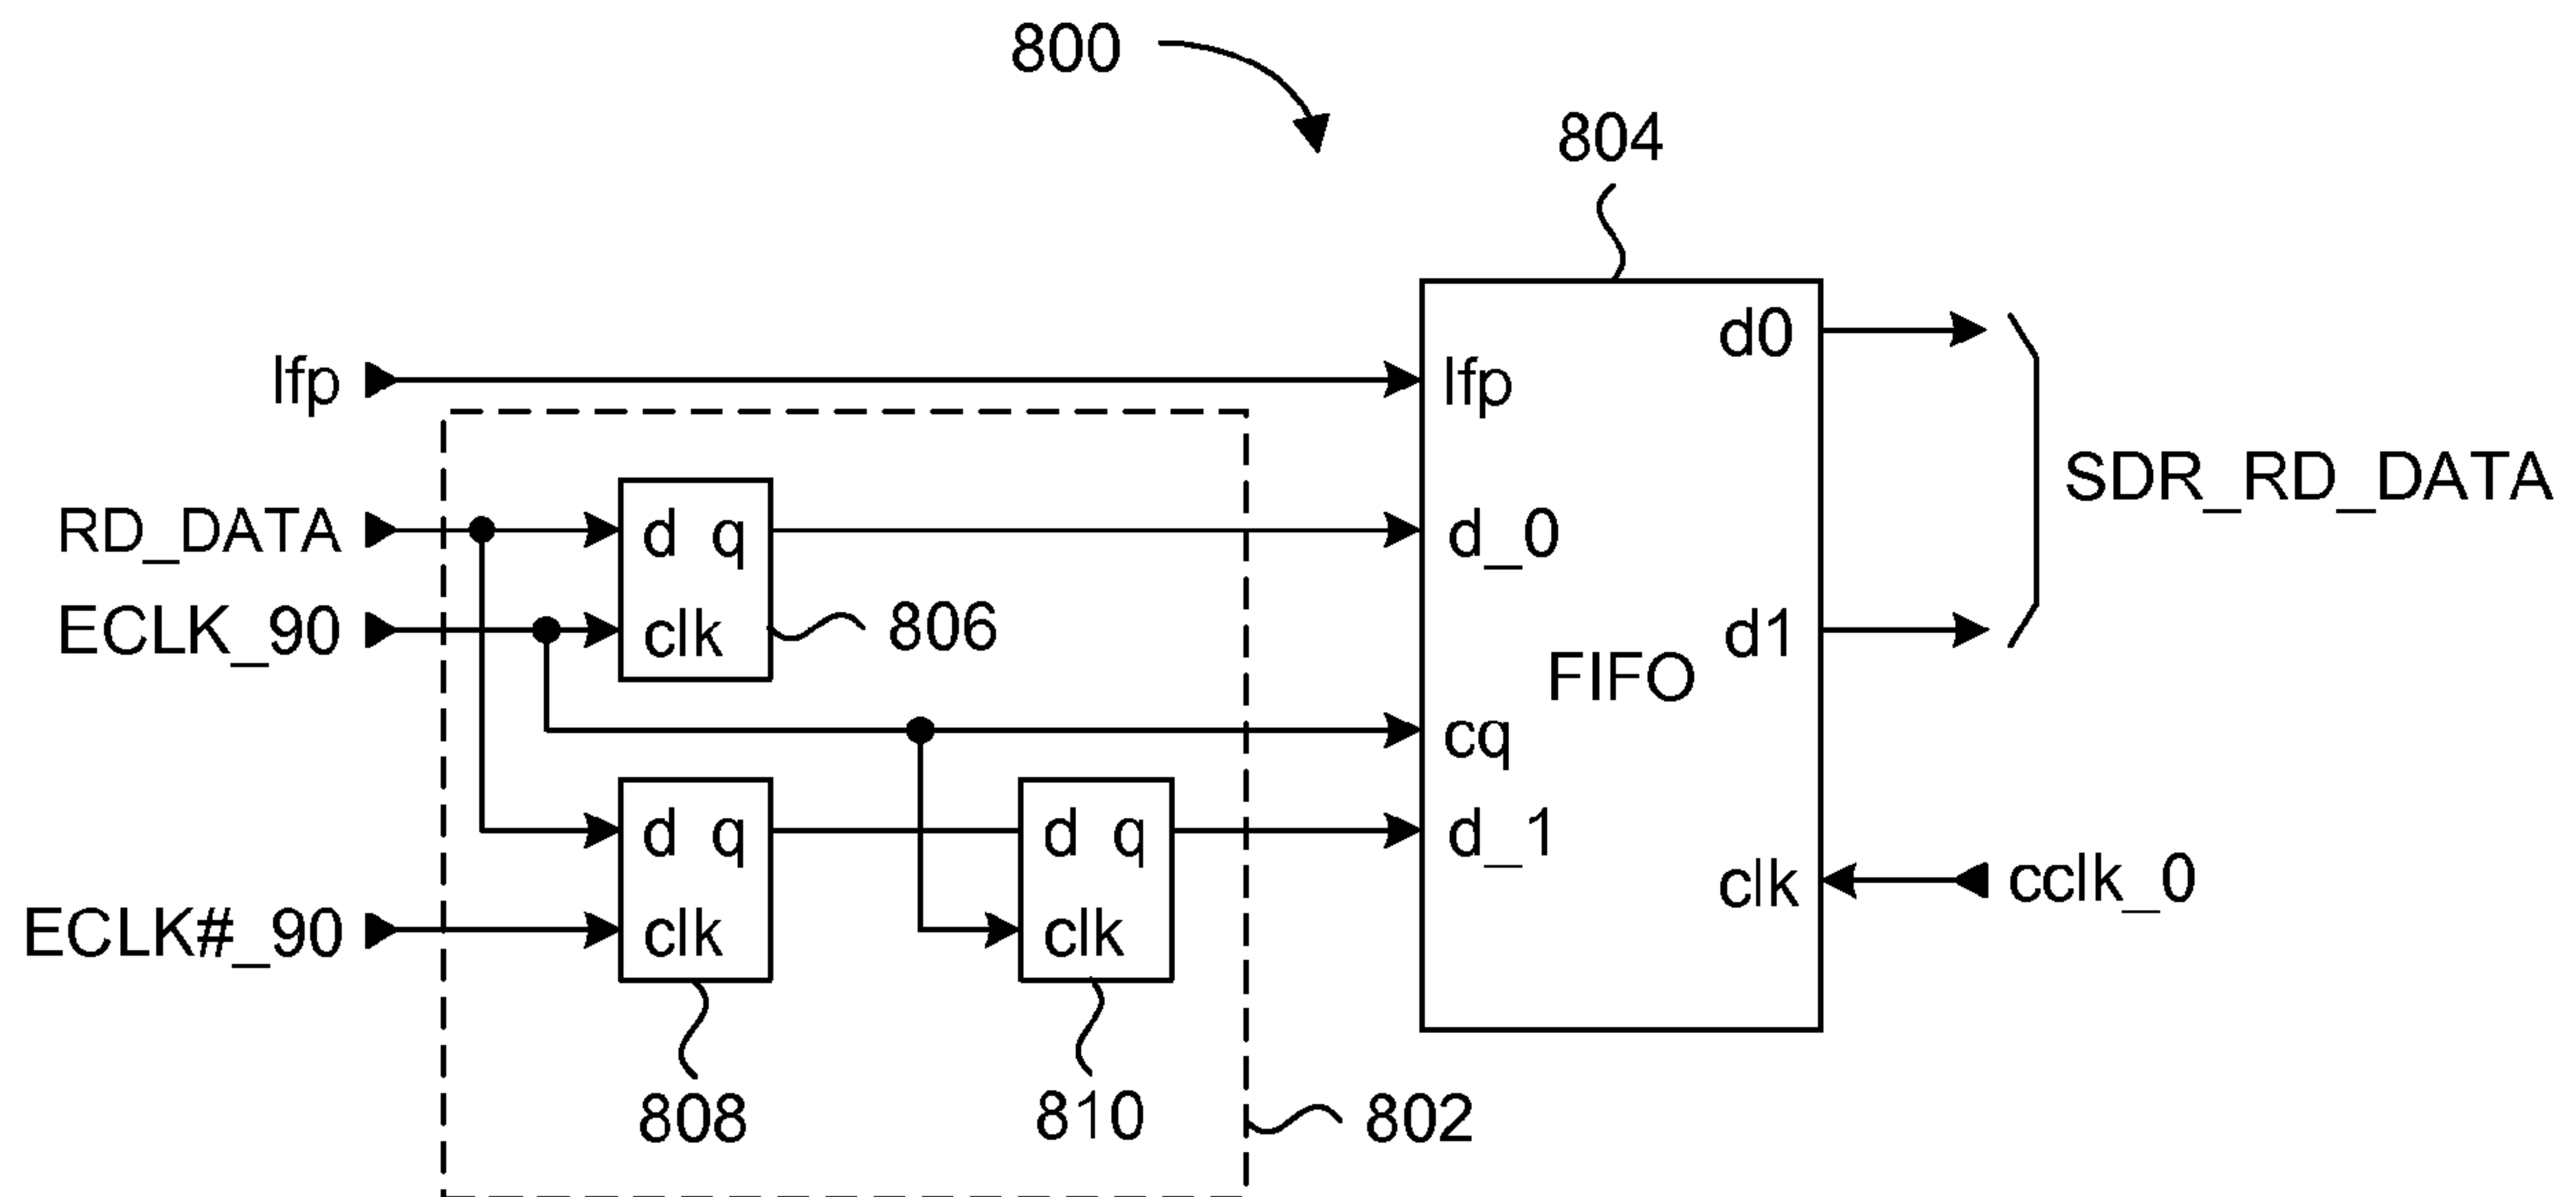 800
804
lfp
lfp
d0
RD_DATA
d q
d_0
SDR_RD_DATA
ECLK_90
clk
806
d1
FIFO
cq
d q
d q
d_1
ECLK#_90
clk
clk
clk
cclk_0
808
810
802